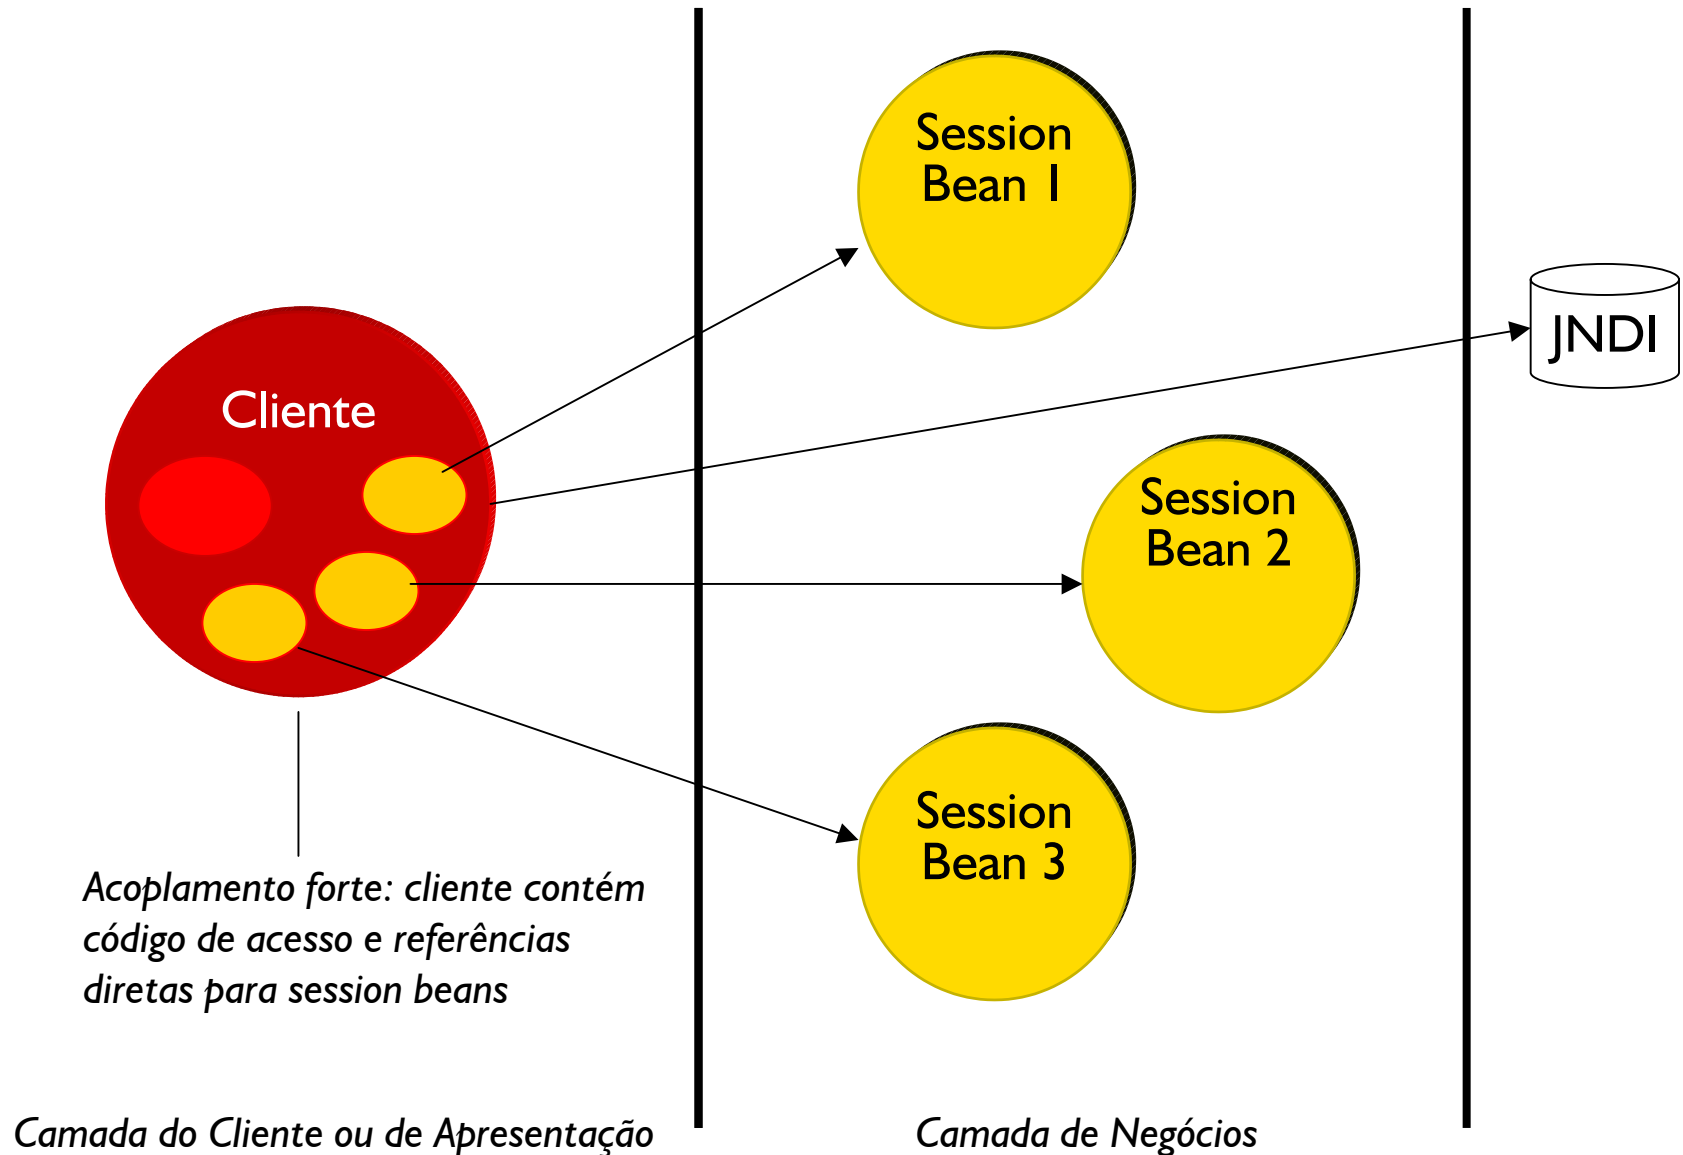 Session
Bean 1
JNDI
Cliente
Session
Bean 2
Session
Bean 3
Acoplamento forte: cliente contém
código de acesso e referências
diretas para session beans
Camada do Cliente ou de Apresentação
Camada de Negócios